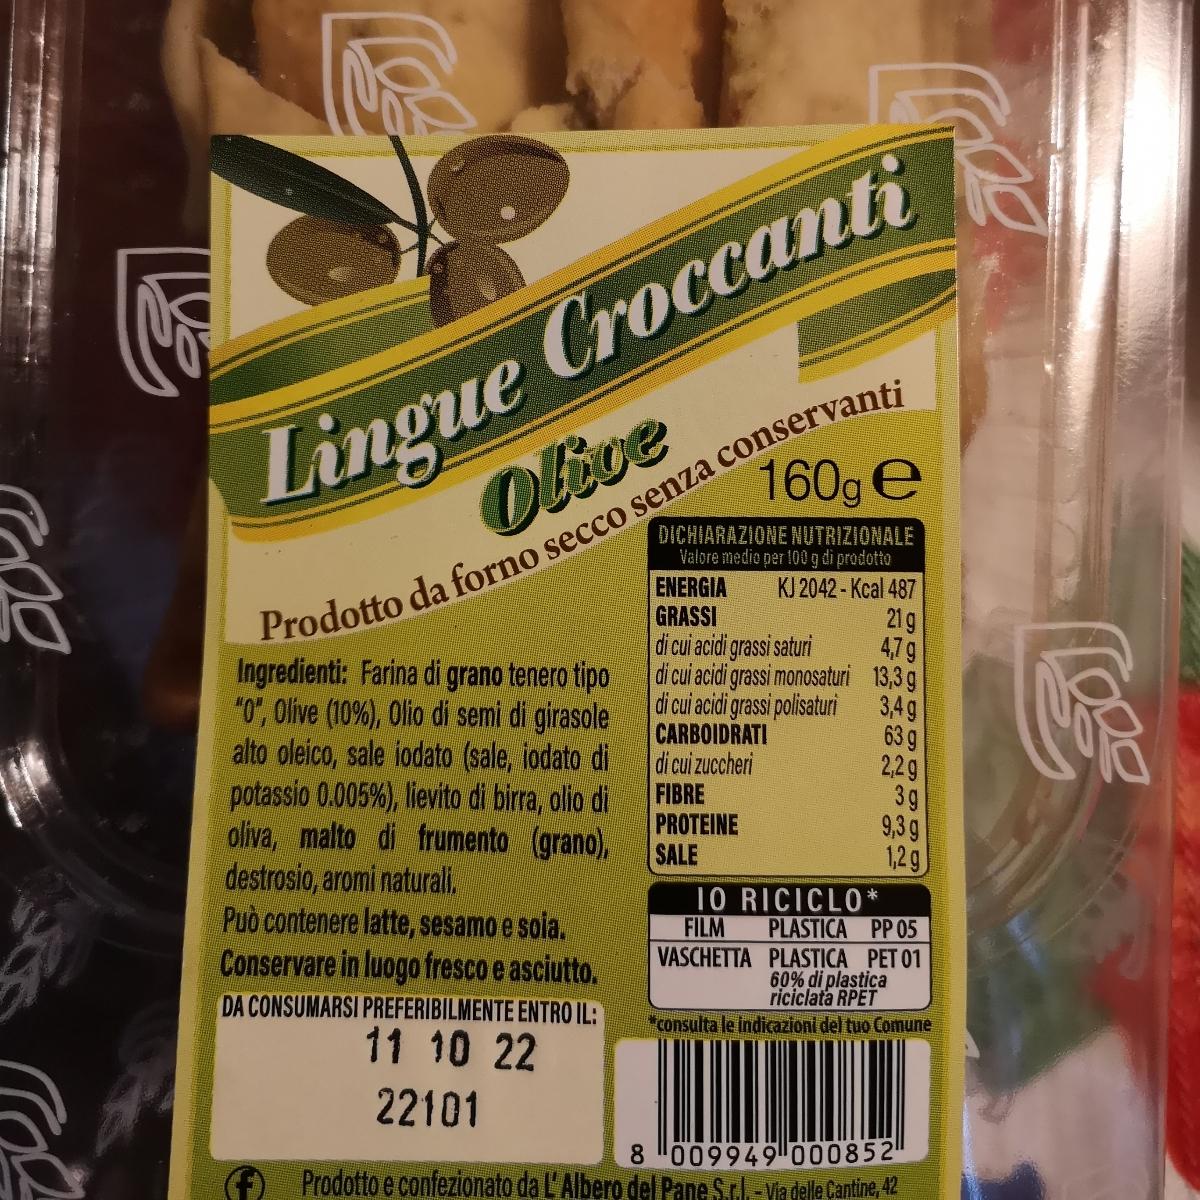 Lingue Croccanti
Olive
Prodotto da forno secco senza conservanti
160g e
Ingredienti: Farina di grano tenero tipo
"0", Olive (10%), Olio di semi di girasole
alto oleico, sale iodato (sale, iodato di
potassio 0.005%), lievito di birra, olio di
oliva, malto di frumento (grano),
destrosio, aromi naturali.
Può contenere latte, sesamo e soia.
Conservare in luogo fresco e asciutto.
DA CONSUMARSI PREFERIBILMENTE ENTRO IL:
11 10 22
22101
DICHIARAZIONE NUTRIZIONALE
Valore medio per 100 g di prodotto
ENERGIA KJ 2042 - Kcal 487
GRASSI 21 g
di cui acidi grassi saturi 4,7 g
di cui acidi grassi monosaturi 13,3 g
di cui acidi grassi polisaturi 3,4 g
CARBOIDRATI 63 g
di cui zuccheri 2,2 g
FIBRE 3 g
PROTEINE 9,3 g
SALE 1,2 g
IO RICICLO*
FILM PLASTICA PP 05
VASCHETTA PLASTICA PET 01
60% di plastica
riciclata RPET
*consulta le indicazioni del tuo Comune
8 009949 000852
f Prodotto e confezionato da L'Albero del Pane S.r.l. - Via delle Cantine, 42